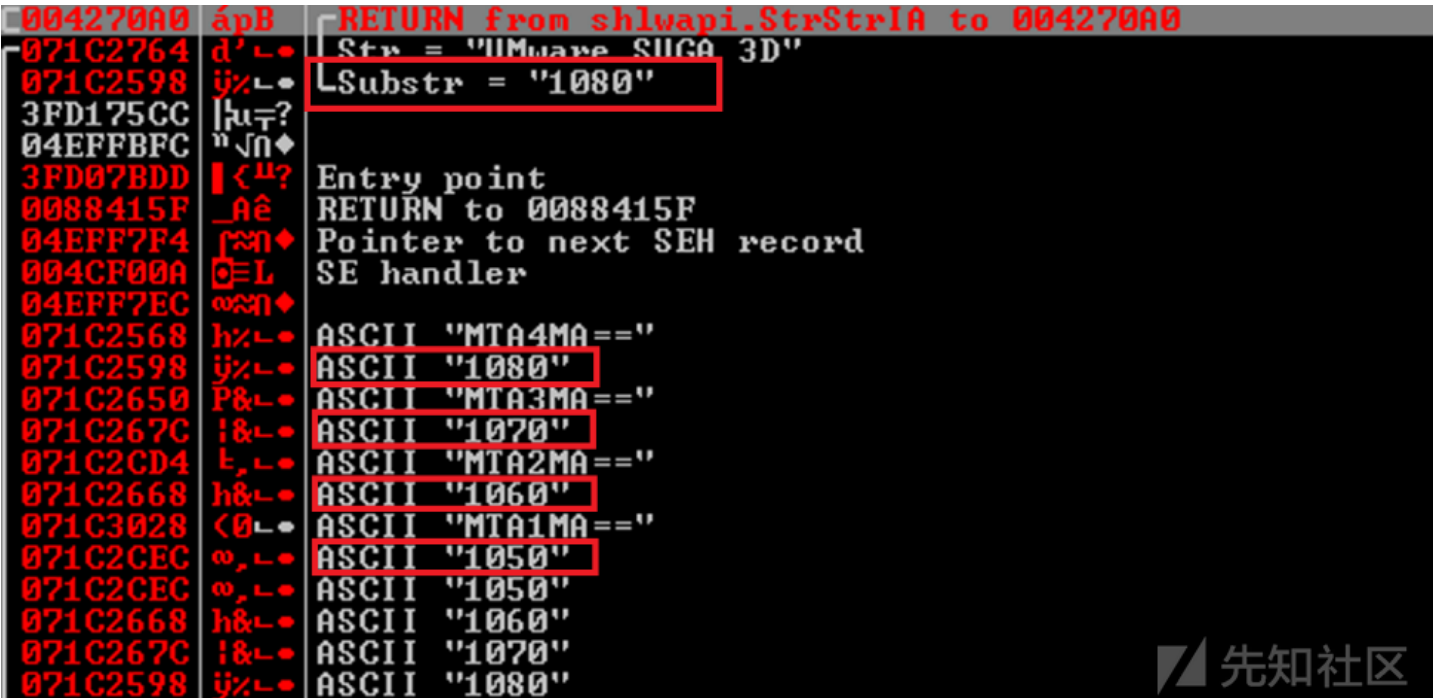 004270A0 ápB RETURN from shlwapi.StrStrIA to 004270A0
071C2764 Str = "VMware SVGA 3D"
071C2598 Substr = "1080"
3FD175CC
04EFFBFC
3FD07BDD Entry point
0088415F _Aê RETURN to 0088415F
04EFF7F4 Pointer to next SEH record
004CF00A SE handler
04EFF7EC
071C2568 ASCII "MTA4MA=="
071C2598 ASCII "1080"
071C2650 ASCII "MTA3MA=="
071C267C ASCII "1070"
071C2CD4 ASCII "MTA2MA=="
071C2668 ASCII "1060"
071C3028 ASCII "MTA1MA=="
071C2CEC ASCII "1050"
071C2CEC ASCII "1050"
071C2668 ASCII "1060"
071C267C ASCII "1070"
071C2598 ASCII "1080"
先知社区